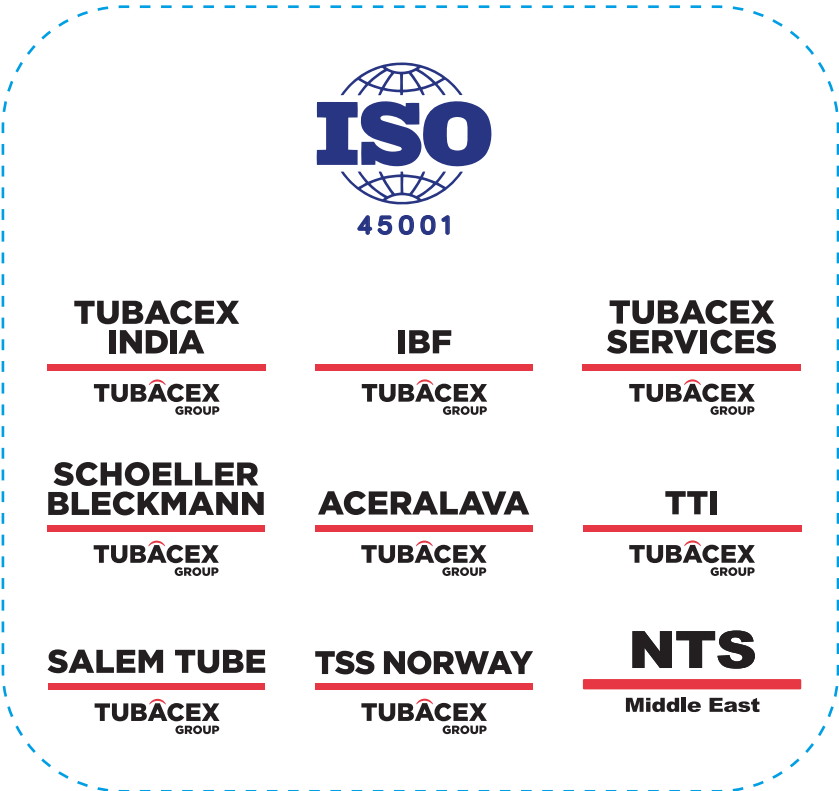 ISO
45001
TUBACEX
INDIA
TUBACEX
GROUP
IBF
TUBACEX
GROUP
TUBACEX
SERVICES
TUBACEX
GROUP
SCHOELLER
BLECKMANN
TUBACEX
GROUP
ACERALAVA
TUBACEX
GROUP
TTI
TUBACEX
GROUP
SALEM TUBE
TUBACEX
GROUP
TSS NORWAY
TUBACEX
GROUP
NTS
Middle East